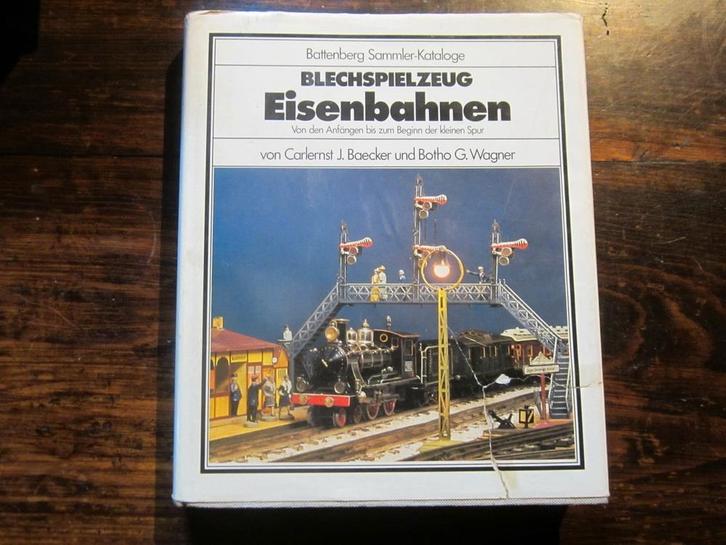 Battenberg Sammler-Kataloge
BLECHSPIELZEUG
Eisenbahnen
Von den Anfängen bis zum Beginn der kleinen Spur
von Carlernst J. Baecker und Botho G. Wagner